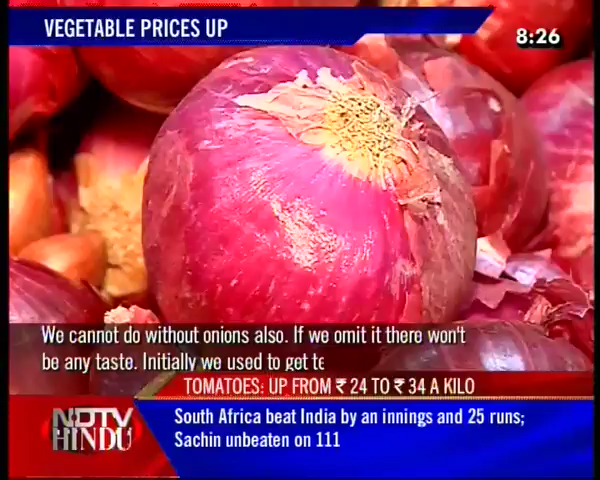 VEGETABLE PRICES UP
8:26
We cannot do without onions also. If we omit it there won't
be any taste. Initially we used to get te
TOMATOES: UP FROM ₹ 24 TO ₹ 34 A KILO
NDTV
HINDU
South Africa beat India by an innings and 25 runs;
Sachin unbeaten on 111